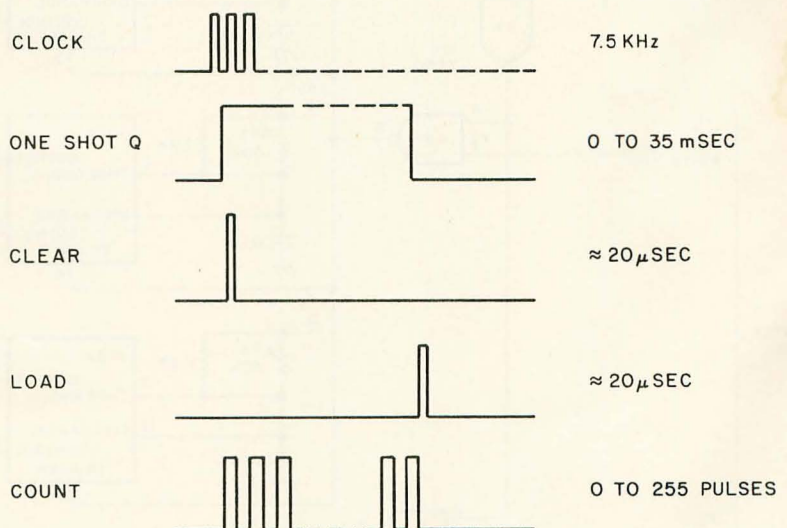 CLOCK 7.5 KHz
ONE SHOT Q 0 TO 35 mSEC
CLEAR ≈ 20 μSEC
LOAD ≈ 20 μSEC
COUNT 0 TO 255 PULSES